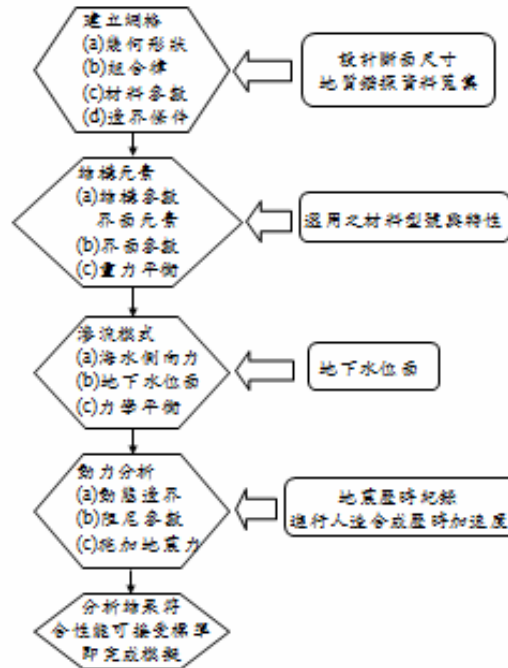 建立網格
(a)幾何形狀
(b)組合律
(c)材料參數
(d)邊界條件
設計斷面尺寸
地質鑽探資料蒐集
結構元素
(a)結構參數
界面元素
(b)界面參數
(c)重力平衡
選用之材料型號與特性
滲流模式
(a)海水側向力
(b)地下水位面
(c)力學平衡
地下水位面
動力分析
(a)動態邊界
(b)阻尼參數
(c)施加地震力
地震歷時紀錄
進行人造合成歷時加速度
分析結果符
合性能可接受標準
即完成模擬